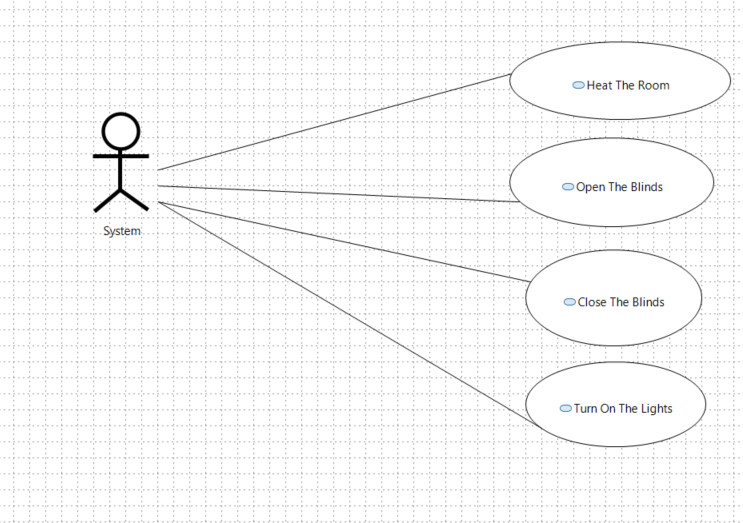 Heat The Room
Open The Blinds
System
Close The Blinds
Turn On The Lights